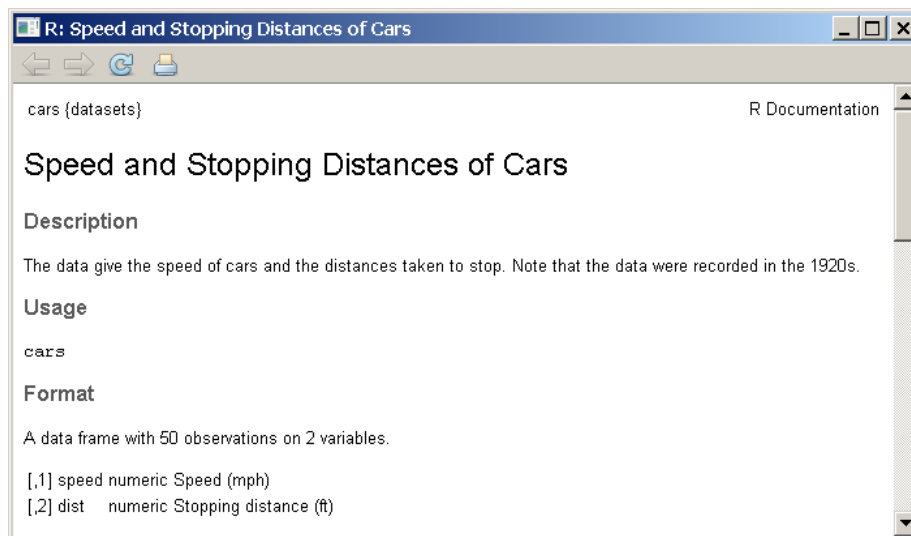 R: Speed and Stopping Distances of Cars
cars {datasets} R Documentation
Speed and Stopping Distances of Cars
Description
The data give the speed of cars and the distances taken to stop. Note that the data were recorded in the 1920s.
Usage
cars
Format
A data frame with 50 observations on 2 variables.
[,1] speed numeric Speed (mph)
[,2] dist numeric Stopping distance (ft)